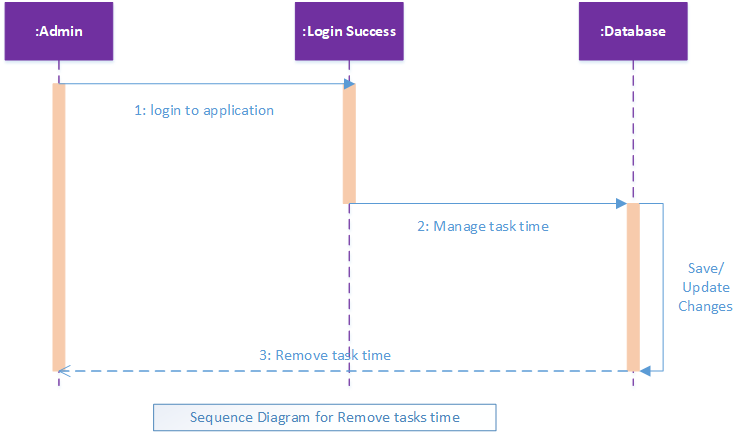 :Admin
:Login Success
:Database
1: login to application
2: Manage task time
Save/
Update
Changes
3: Remove task time
Sequence Diagram for Remove tasks time